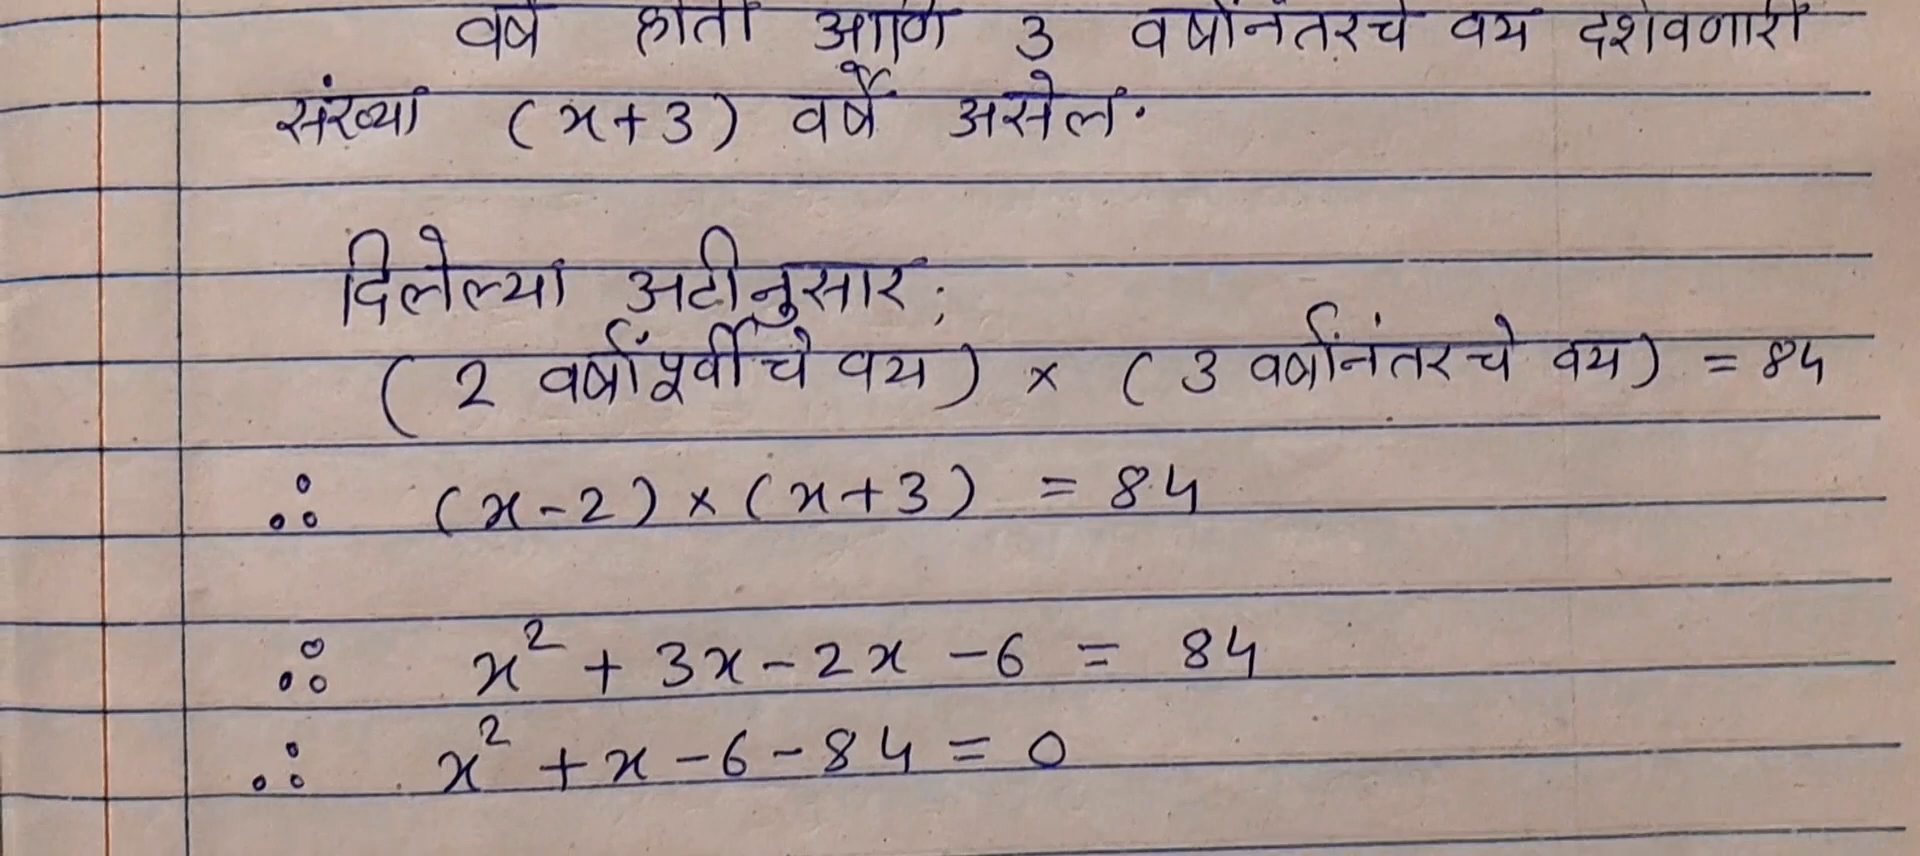 वर्षे होती आणि 3 वर्षांनंतरचे वय दर्शवणारी
संख्या (x+3) वर्षे असेल.
दिलेल्या अटीनुसार;
(2 वर्षांपूर्वीचे वय) × (3 वर्षांनंतरचे वय) = 84
∴ (x-2) × (x+3) = 84
∴ x² + 3x - 2x - 6 = 84
∴ x² + x - 6 - 84 = 0